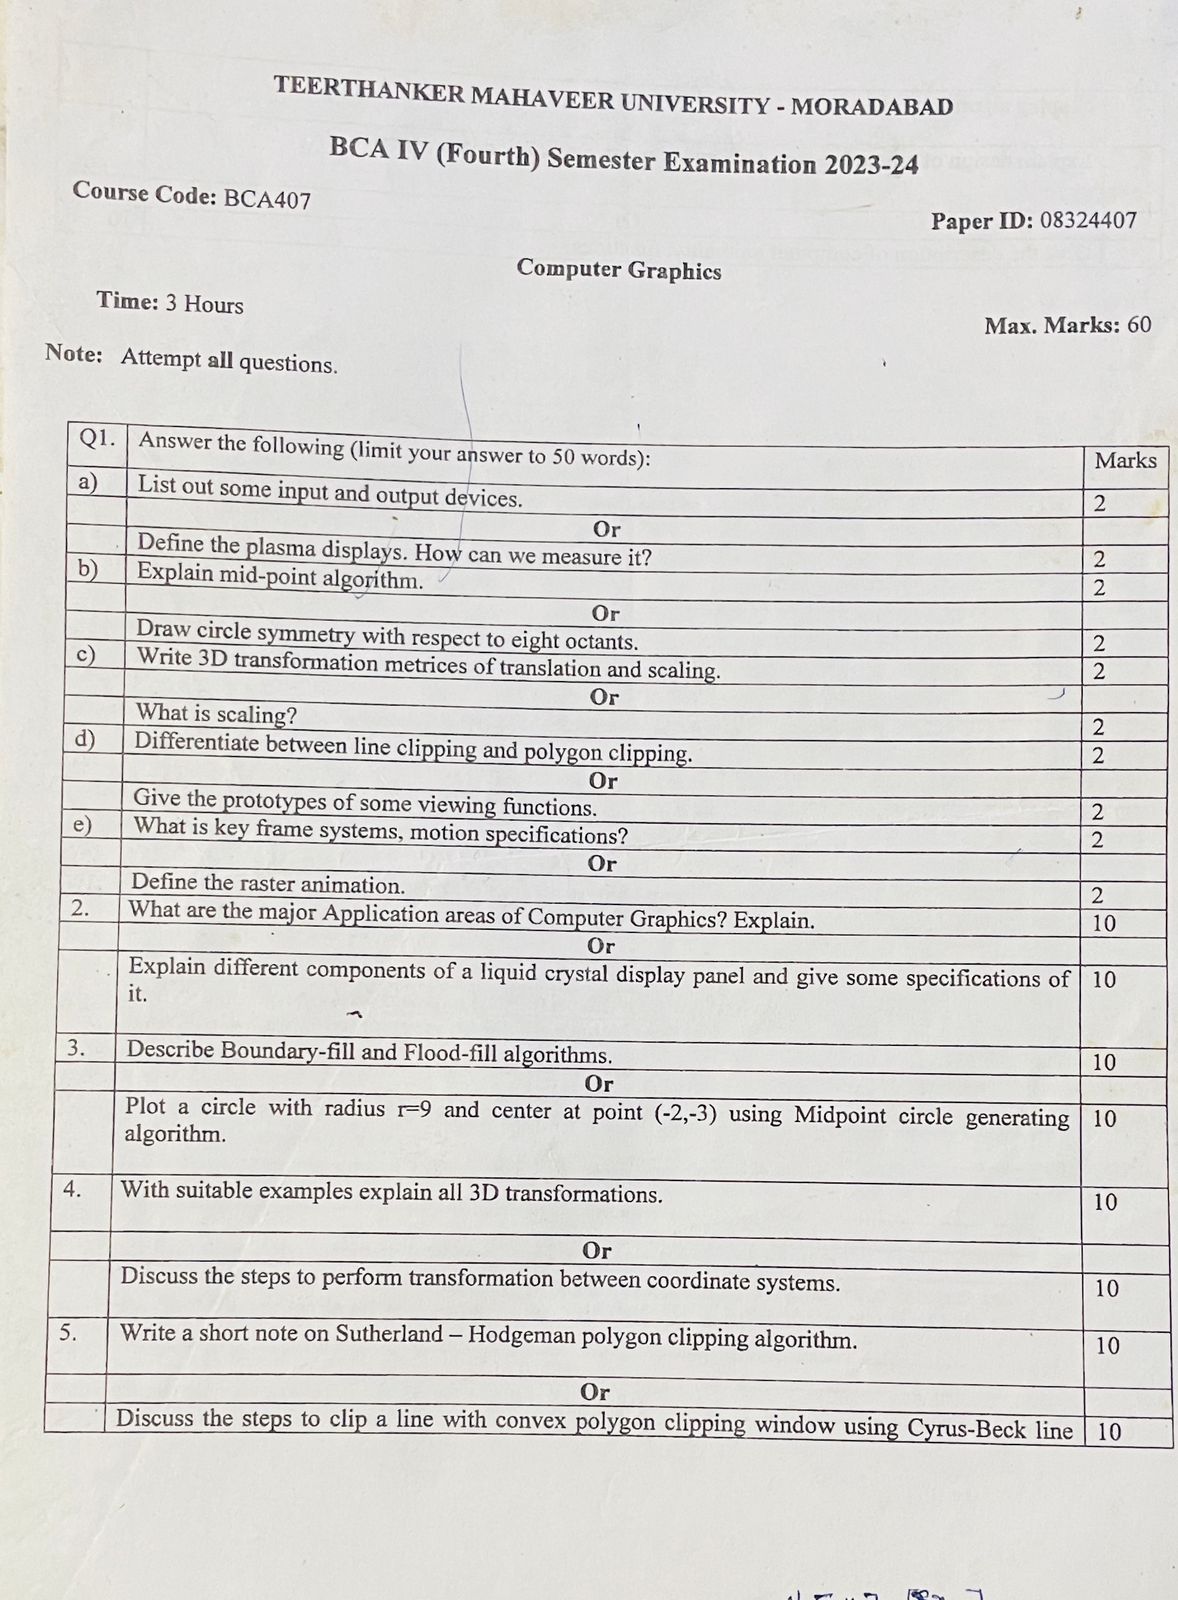 TEERTHANKER MAHAVEER UNIVERSITY - MORADABAD
BCA IV (Fourth) Semester Examination 2023-24
Course Code: BCA407
Paper ID: 08324407
Computer Graphics
Time: 3 Hours
Max. Marks: 60
Note: Attempt all questions.
Q1. Answer the following (limit your answer to 50 words): Marks
a) List out some input and output devices. 2
Or
Define the plasma displays. How can we measure it? 2
b) Explain mid-point algorithm. 2
Or
Draw circle symmetry with respect to eight octants. 2
c) Write 3D transformation metrices of translation and scaling. 2
Or
What is scaling? 2
d) Differentiate between line clipping and polygon clipping. 2
Or
Give the prototypes of some viewing functions. 2
e) What is key frame systems, motion specifications? 2
Or
Define the raster animation. 2
2. What are the major Application areas of Computer Graphics? Explain. 10
Or
Explain different components of a liquid crystal display panel and give some specifications of 10
it.
3. Describe Boundary-fill and Flood-fill algorithms. 10
Or
Plot a circle with radius r=9 and center at point (-2,-3) using Midpoint circle generating 10
algorithm.
4. With suitable examples explain all 3D transformations. 10
Or
Discuss the steps to perform transformation between coordinate systems. 10
5. Write a short note on Sutherland – Hodgeman polygon clipping algorithm. 10
Or
Discuss the steps to clip a line with convex polygon clipping window using Cyrus-Beck line 10